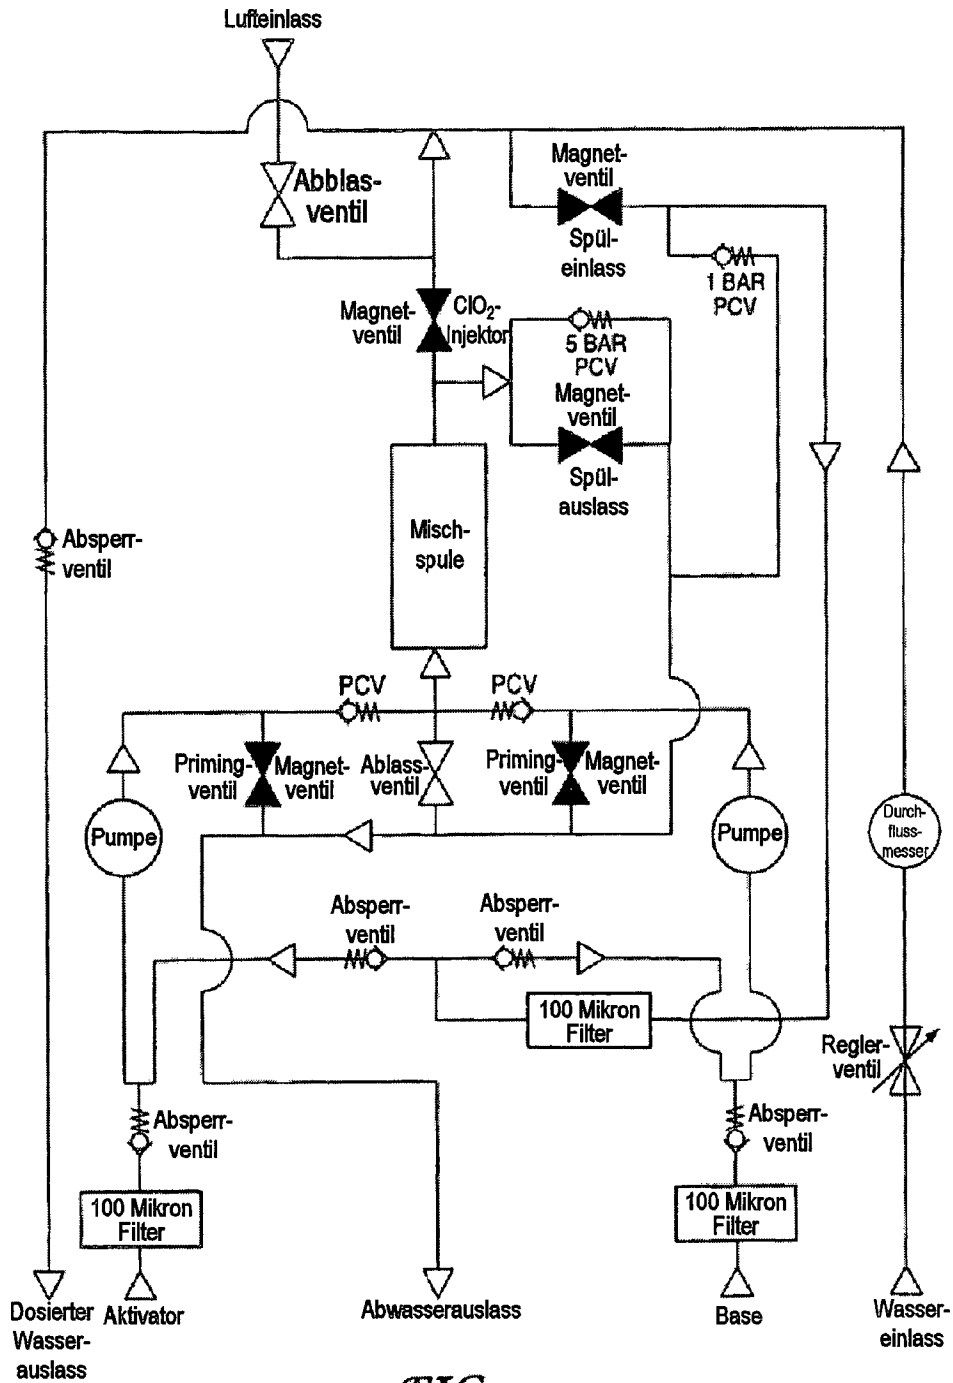 Lufteinlass
Abblas-
ventil
Magnet-
ventil
Spül-
einlass
1 BAR
PCV
Magnet-
ventil
ClO₂-
Injektor
5 BAR
PCV
Magnet-
ventil
Spül-
auslass
Misch-
spule
Absperr-
ventil
PCV
PCV
Priming-
ventil
Magnet-
ventil
Ablass-
ventil
Priming-
ventil
Magnet-
ventil
Pumpe
Pumpe
Durch-
fluss-
messer
Absperr-
ventil
Absperr-
ventil
100 Mikron
Filter
Regler-
ventil
Absperr-
ventil
Absperr-
ventil
100 Mikron
Filter
100 Mikron
Filter
Dosierter
Wasser-
auslass
Aktivator
Abwasserauslass
Base
Wasser-
einlass
FIG